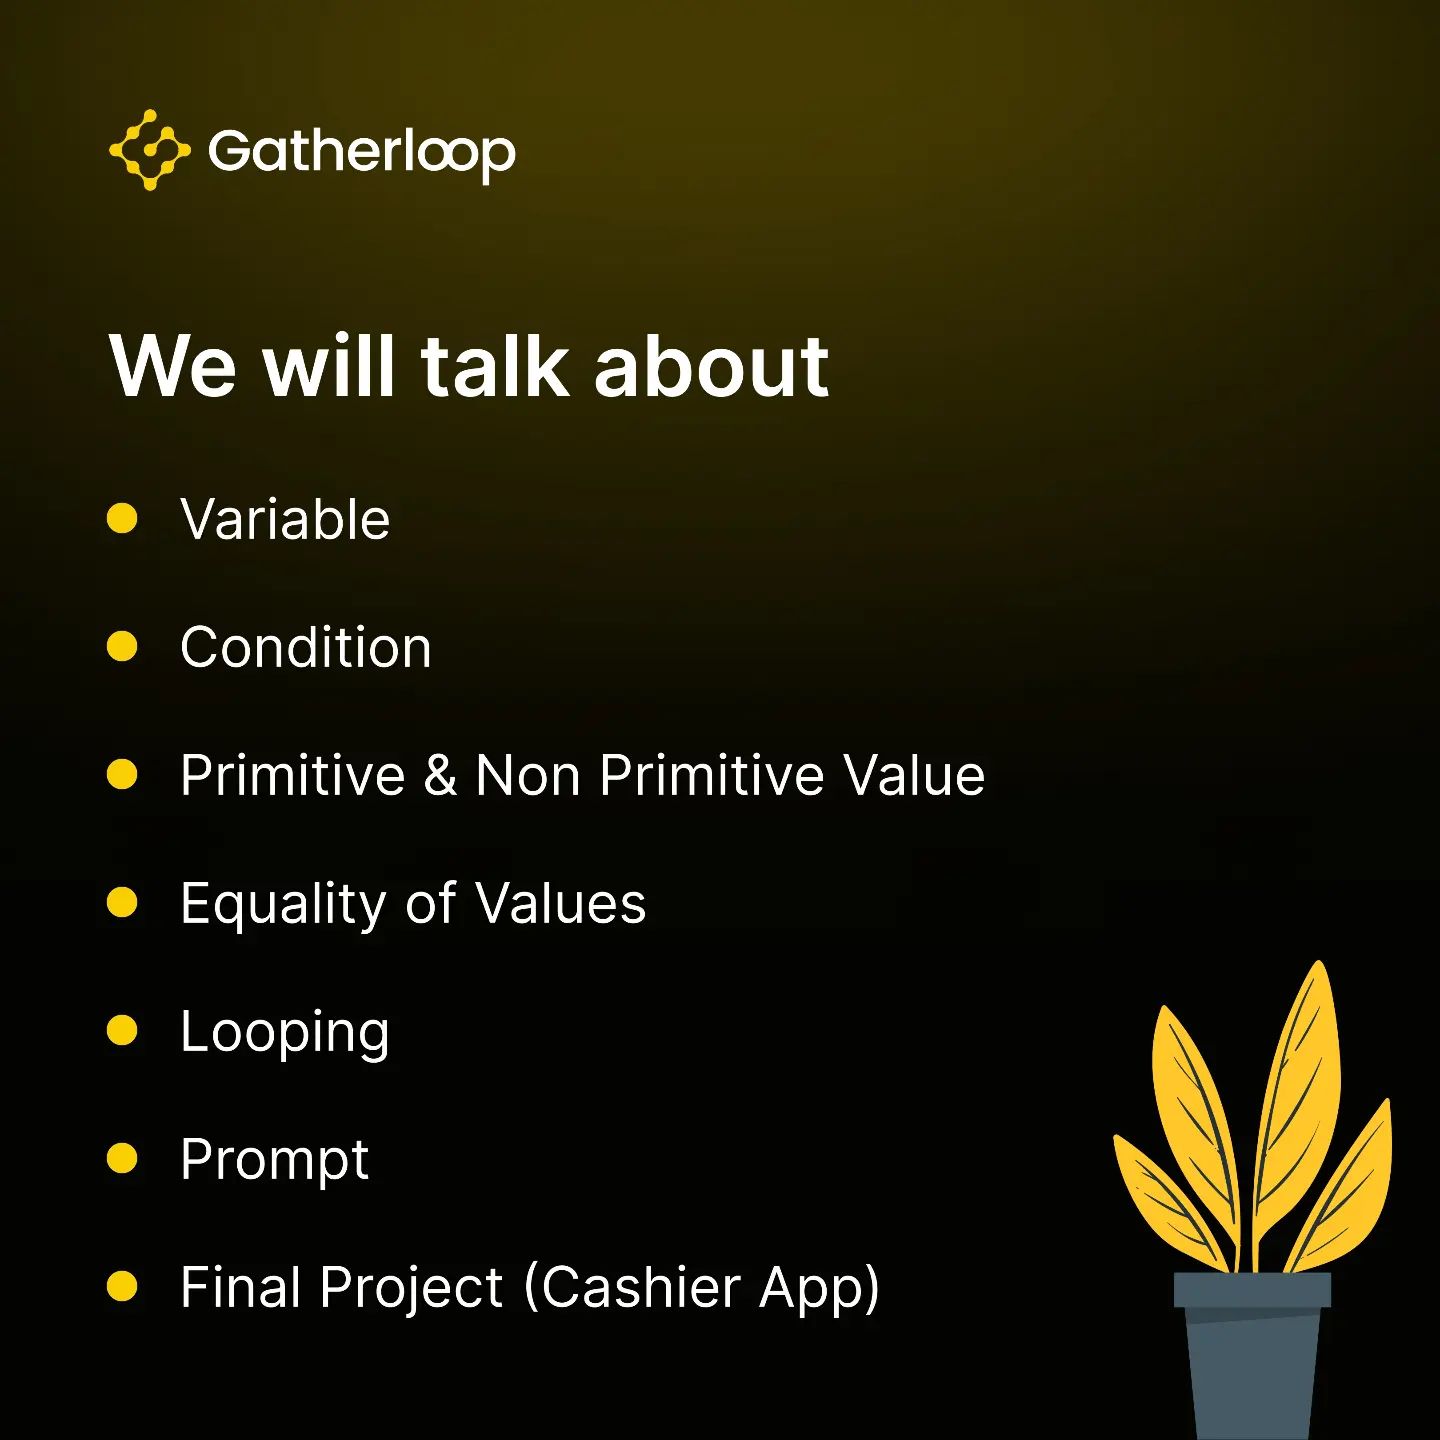 Gatherloop
We will talk about
Variable
Condition
Primitive & Non Primitive Value
Equality of Values
Looping
Prompt
Final Project (Cashier App)